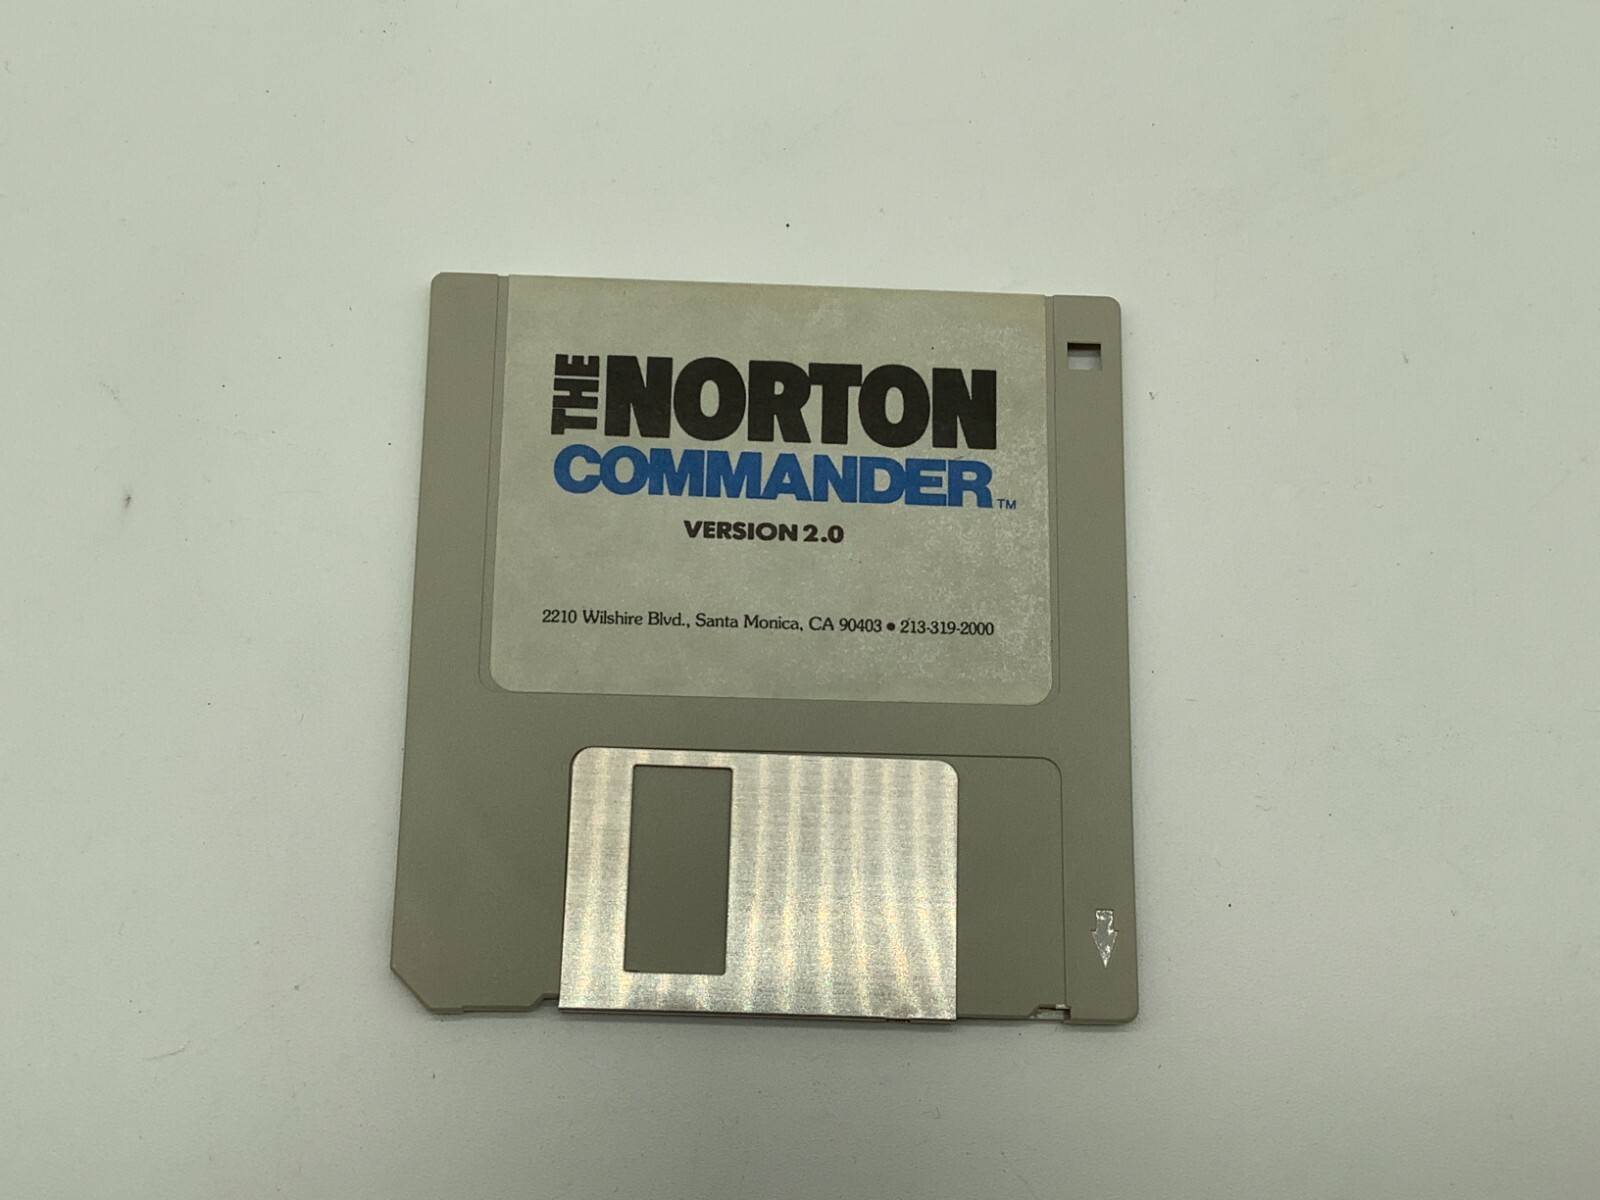 THE NORTON
COMMANDER™
VERSION 2.0
2210 Wilshire Blvd., Santa Monica, CA 90403 • 213-319-2000